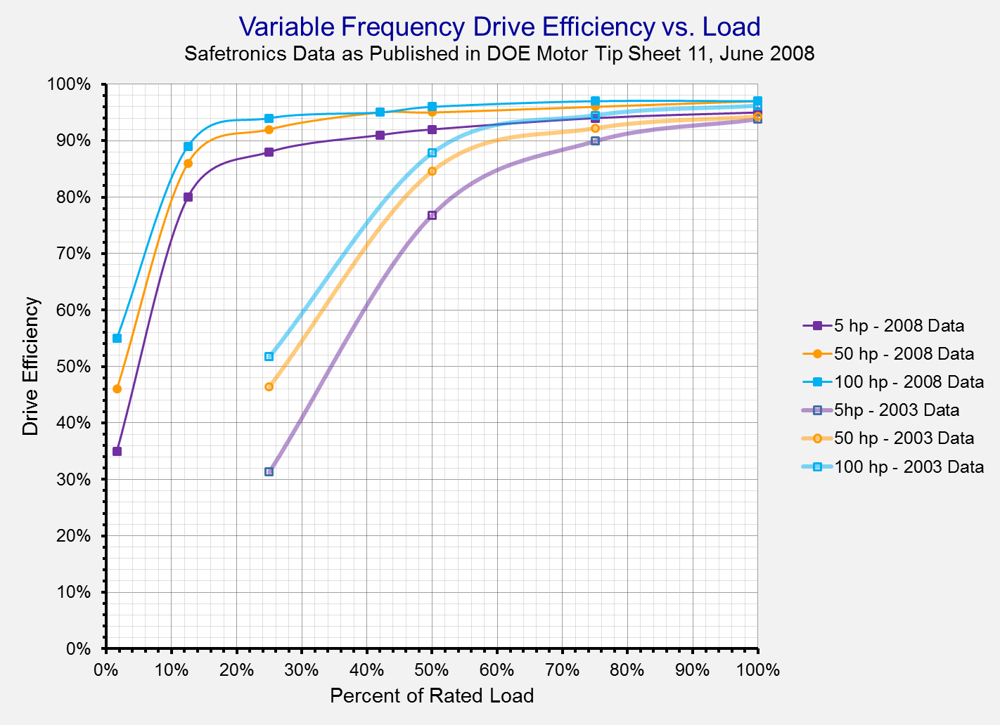 Variable Frequency Drive Efficiency vs. Load
Safetronics Data as Published in DOE Motor Tip Sheet 11, June 2008
100%
90%
80%
70%
60%
50%
40%
30%
20%
10%
0%
Drive Efficiency
0% 10% 20% 30% 40% 50% 60% 70% 80% 90% 100%
Percent of Rated Load
5 hp - 2008 Data
50 hp - 2008 Data
100 hp - 2008 Data
5hp - 2003 Data
50 hp - 2003 Data
100 hp - 2003 Data